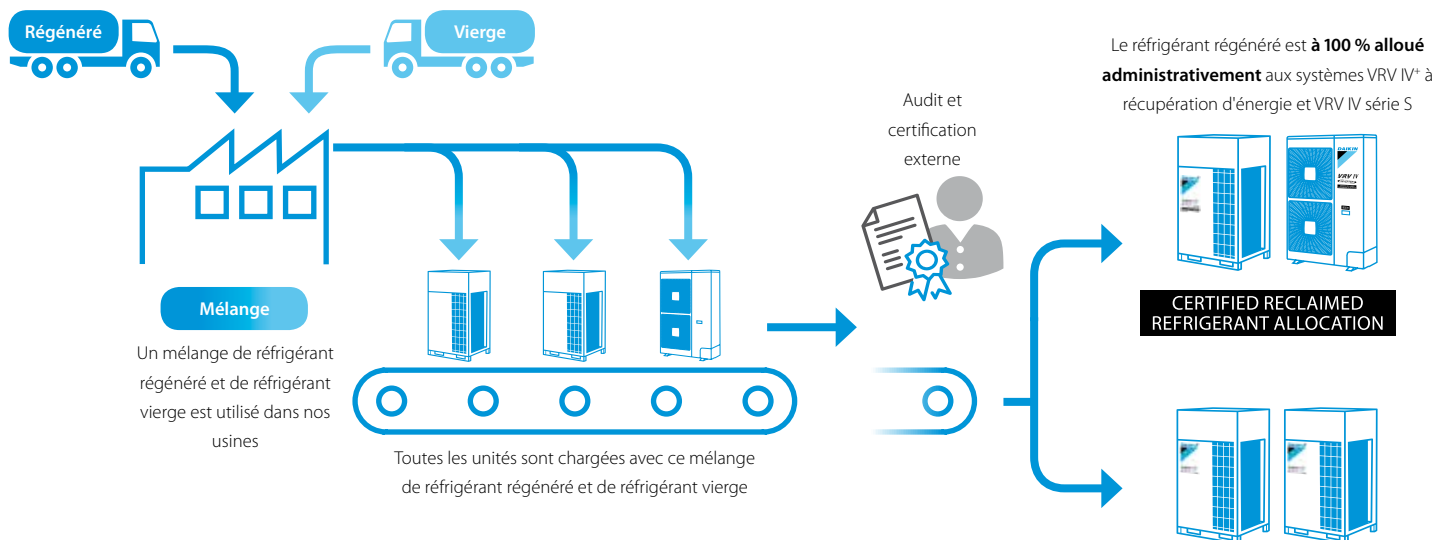 Régénéré
Vierge
Mélange
Un mélange de réfrigérant
régénéré et de réfrigérant
vierge est utilisé dans nos
usines
Toutes les unités sont chargées avec ce mélange
de réfrigérant régénéré et de réfrigérant vierge
Audit et
certification
externe
Le réfrigérant régénéré est à 100 % alloué
administrativement aux systèmes VRV IV+ à
récupération d'énergie et VRV IV série S
DAIKIN
VRV IV
CERTIFIED RECLAIMED
REFRIGERANT ALLOCATION